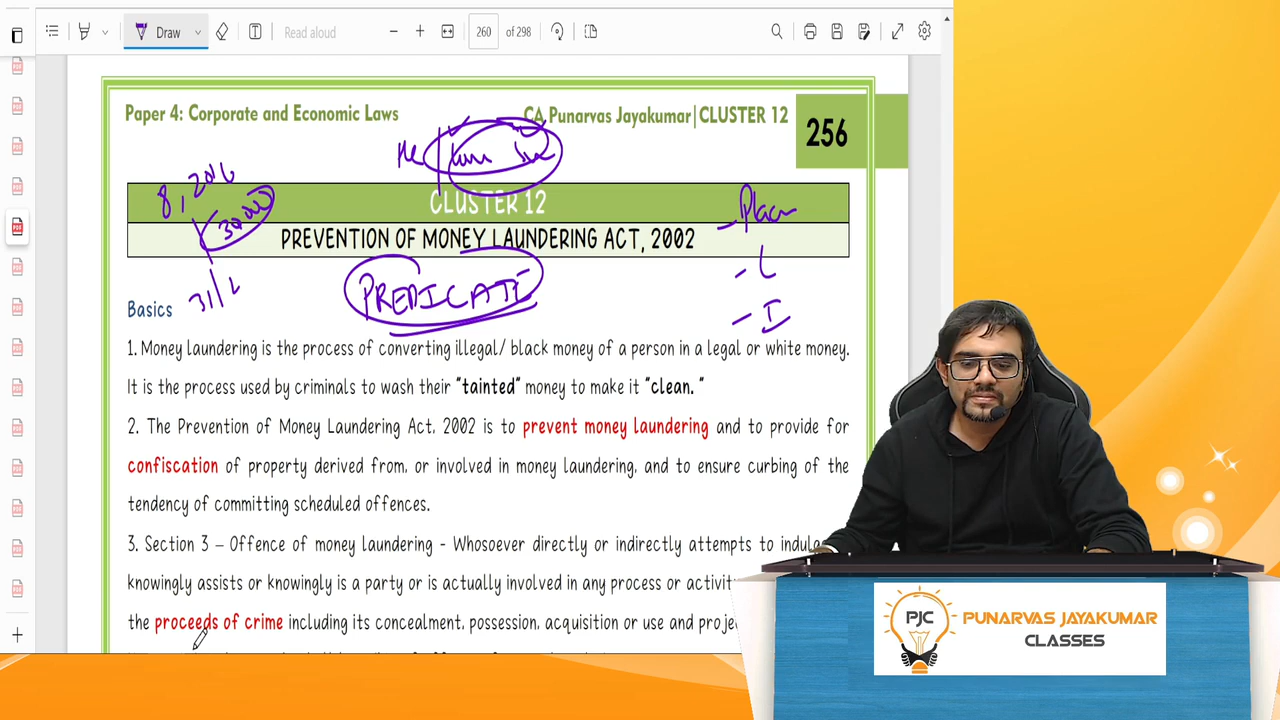 Draw
Read aloud
260 of 298
Paper 4: Corporate and Economic Laws
CA Punarvas Jayakumar|CLUSTER 12
256
8, 2016
31/2
CLUSTER 12
PREVENTION OF MONEY LAUNDERING ACT, 2002
PREDICATE
- L
- I
Basics
1. Money laundering is the process of converting illegal/ black money of a person in a legal or white money.
It is the process used by criminals to wash their "tainted" money to make it "clean. "
2. The Prevention of Money Laundering Act, 2002 is to prevent money laundering and to provide for
confiscation of property derived from, or involved in money laundering, and to ensure curbing of the
tendency of committing scheduled offences.
3. Section 3 – Offence of money laundering - Whosoever directly or indirectly attempts to
knowingly assists or knowingly is a party or is actually involved in any process or
the proceeds of crime including its concealment, possession, acquisition or use and
PJC
PUNARVAS JAYAKUMAR
CLASSES